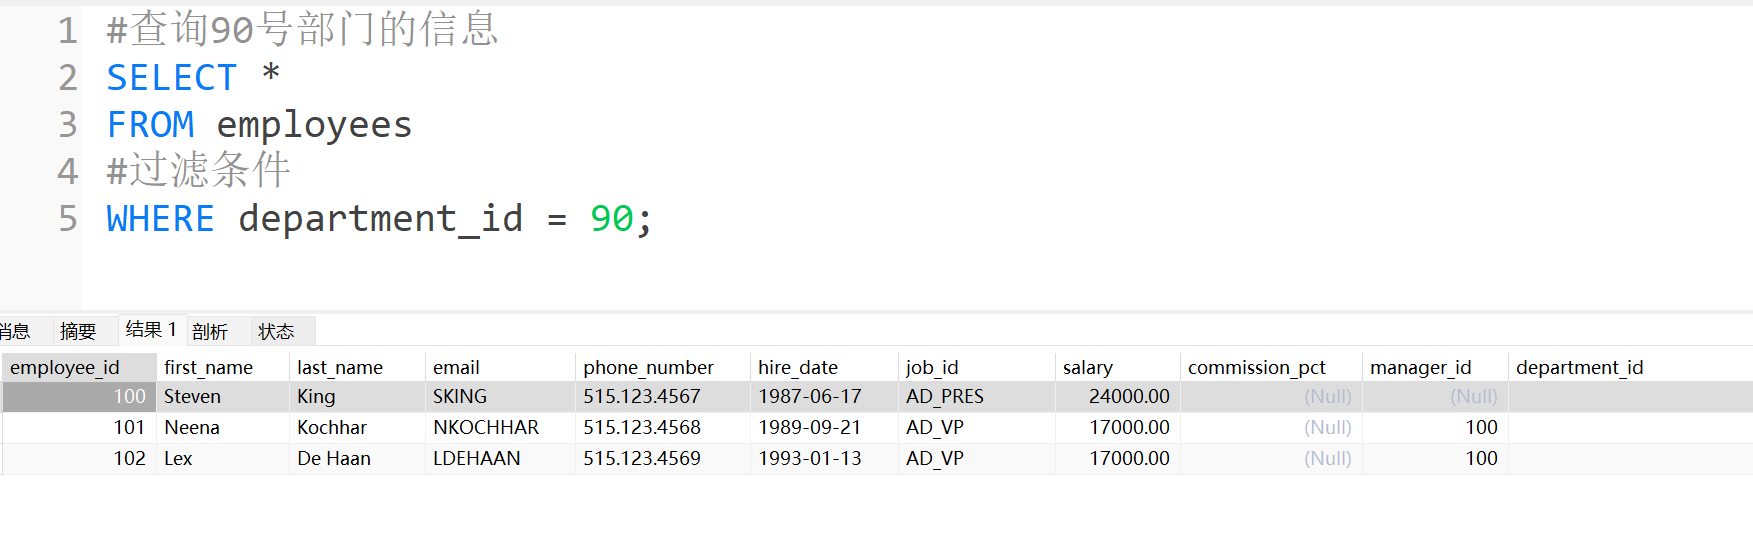 1 #查询90号部门的信息
2 SELECT *
3 FROM employees
4 #过滤条件
5 WHERE department_id = 90;
消息 摘要 结果 1 剖析 状态
employee_id first_name last_name email phone_number hire_date job_id salary commission_pct manager_id department_id
100 Steven King SKING 515.123.4567 1987-06-17 AD_PRES 24000.00 (Null) (Null)
101 Neena Kochhar NKOCHHAR 515.123.4568 1989-09-21 AD_VP 17000.00 (Null) 100
102 Lex De Haan LDEHAAN 515.123.4569 1993-01-13 AD_VP 17000.00 (Null) 100